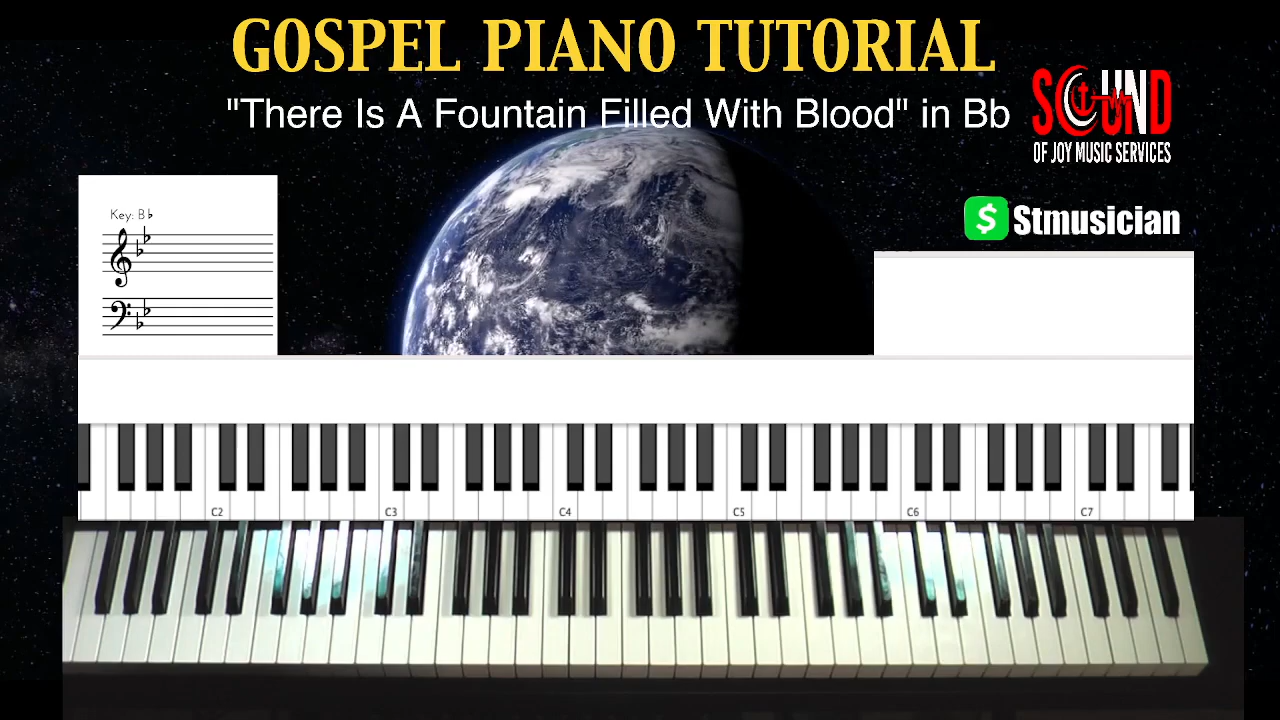 GOSPEL PIANO TUTORIAL
"There Is A Fountain Filled With Blood" in Bb
SOUND
OF JOY MUSIC SERVICES
$ Stmusician
Key: B♭
C2 C3 C4 C5 C6 C7